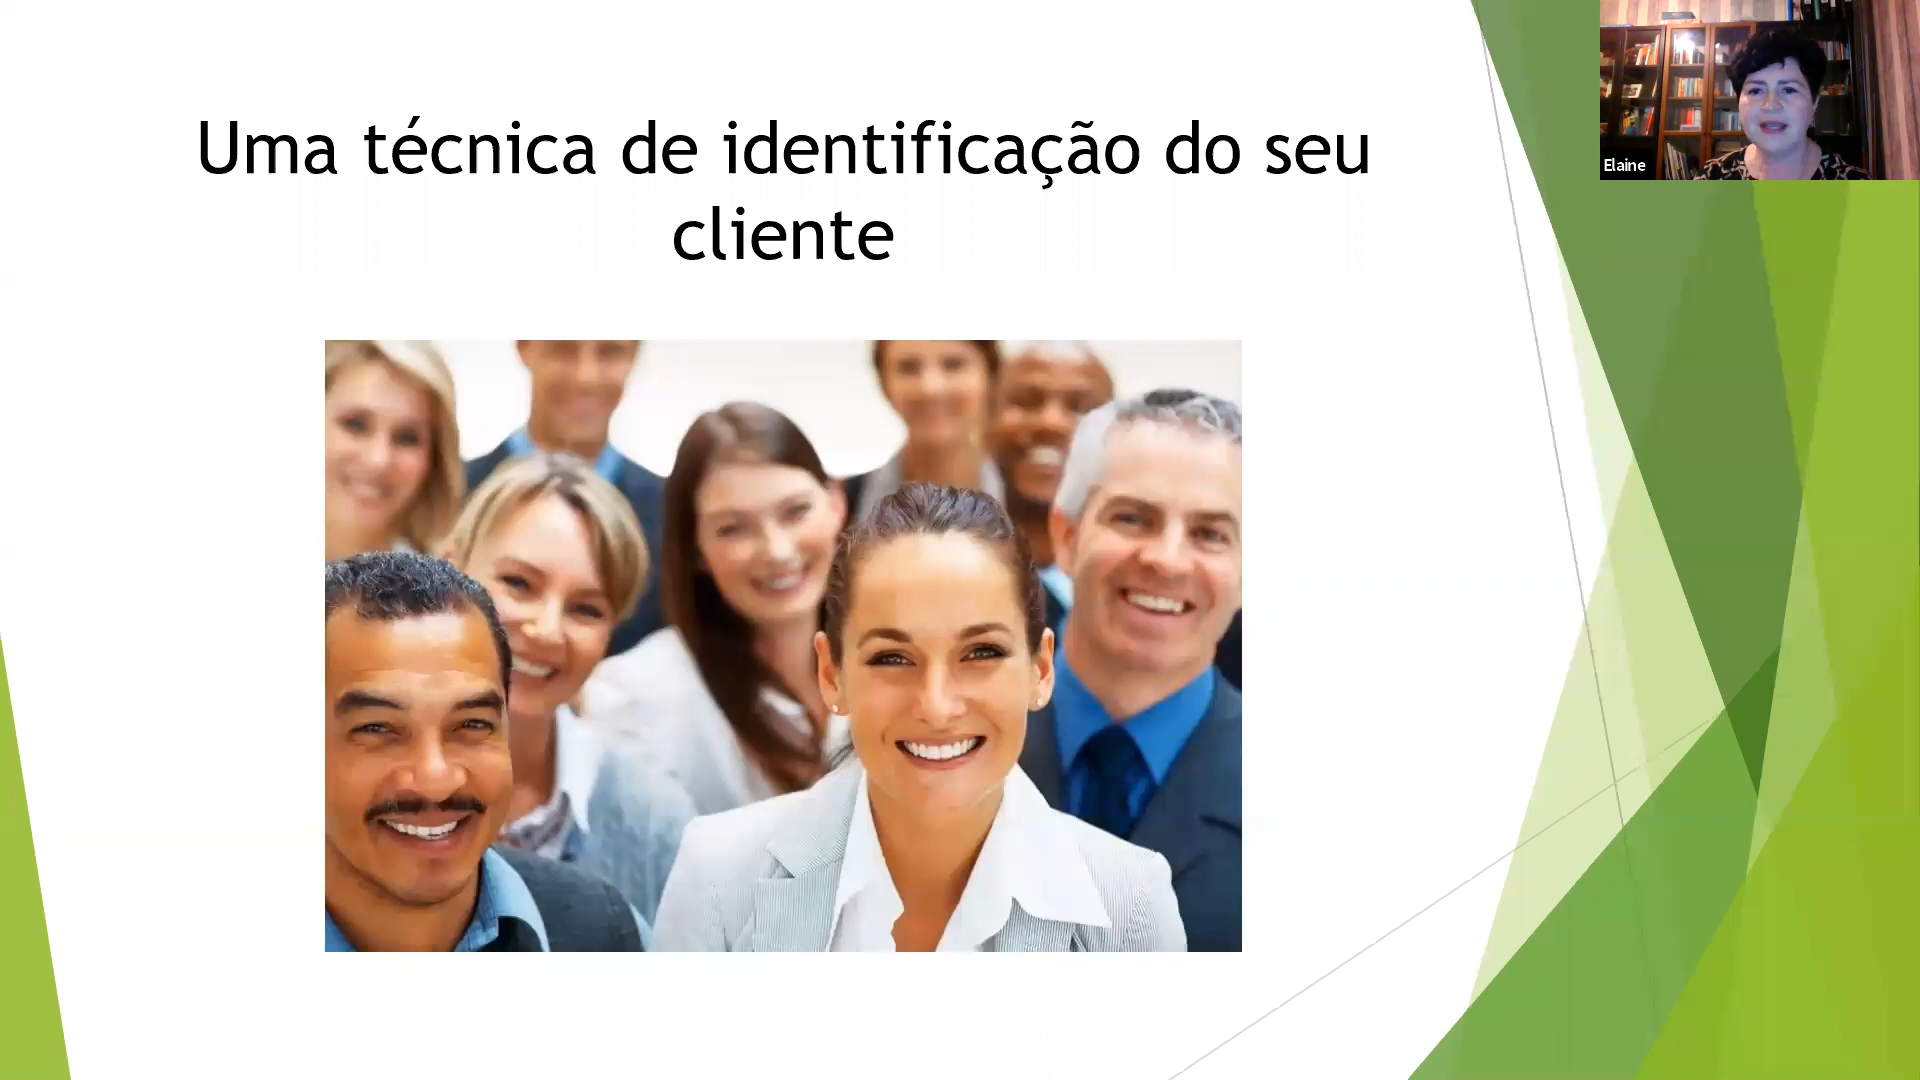 Uma técnica de identificação do seu
cliente
Elaine